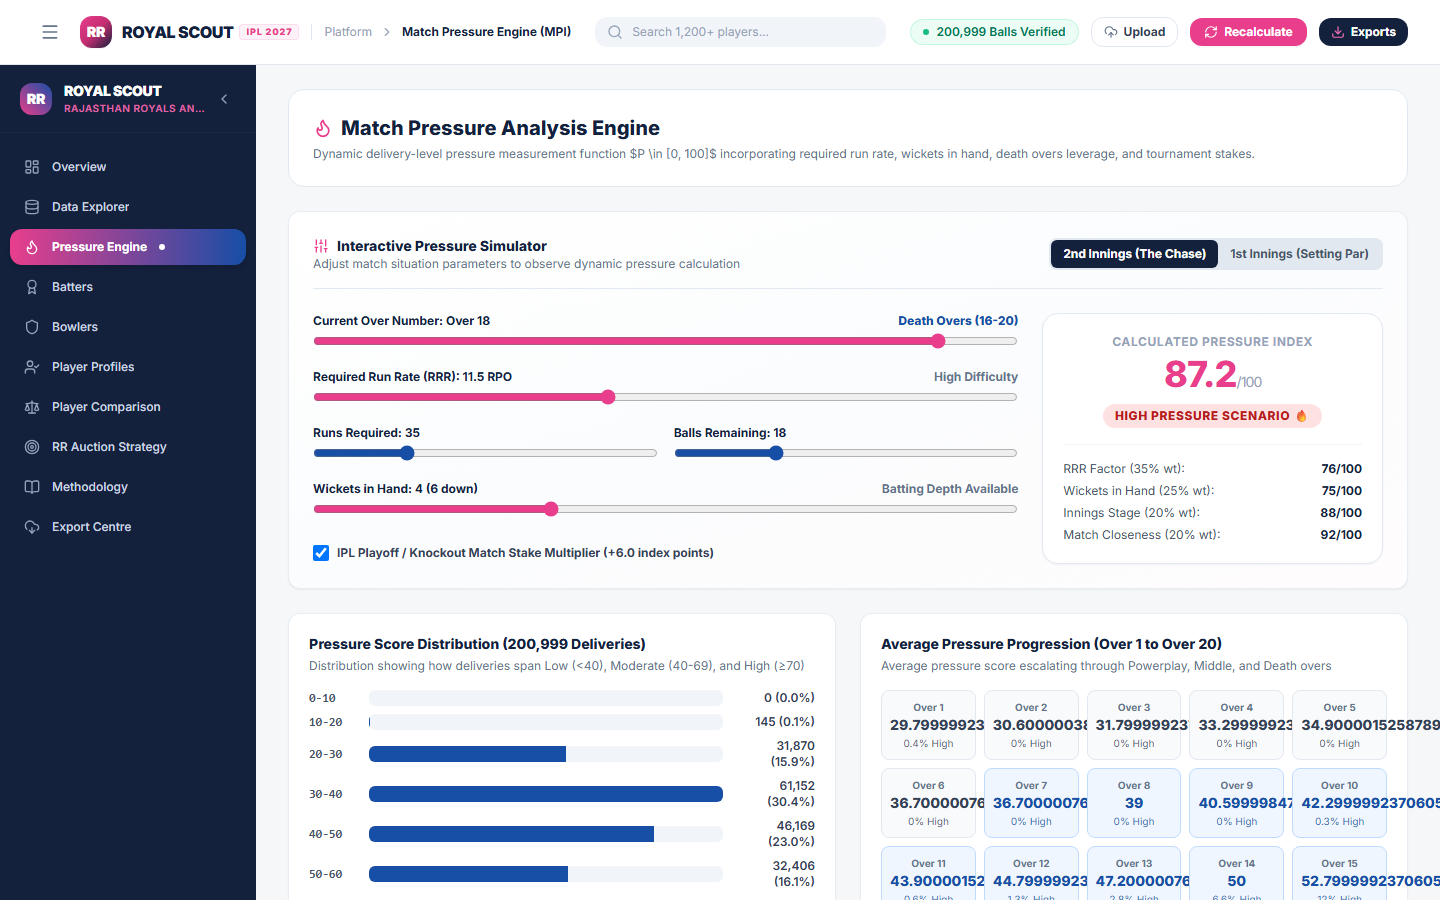 RR ROYAL SCOUT IPL 2027 Platform Match Pressure Engine (MPI) Search 1,200+ players... 200,999 Balls Verified Upload Recalculate Exports
RR ROYAL SCOUT
RAJASTHAN ROYALS AN...
Overview
Data Explorer
Pressure Engine
Batters
Bowlers
Player Profiles
Player Comparison
RR Auction Strategy
Methodology
Export Centre
Match Pressure Analysis Engine
Dynamic delivery-level pressure measurement function $P \in [0, 100]$ incorporating required run rate, wickets in hand, death overs leverage, and tournament stakes.
Interactive Pressure Simulator
Adjust match situation parameters to observe dynamic pressure calculation
2nd Innings (The Chase) 1st Innings (Setting Par)
Current Over Number: Over 18 Death Overs (16-20)
Required Run Rate (RRR): 11.5 RPO High Difficulty
Runs Required: 35 Balls Remaining: 18
Wickets in Hand: 4 (6 down) Batting Depth Available
IPL Playoff / Knockout Match Stake Multiplier (+6.0 index points)
CALCULATED PRESSURE INDEX
87.2/100
HIGH PRESSURE SCENARIO 🔥
RRR Factor (35% wt): 76/100
Wickets in Hand (25% wt): 75/100
Innings Stage (20% wt): 88/100
Match Closeness (20% wt): 92/100
Pressure Score Distribution (200,999 Deliveries)
Distribution showing how deliveries span Low (<40), Moderate (40-69), and High (≥70)
0-10 0 (0.0%)
10-20 145 (0.1%)
20-30 31,870
(15.9%)
30-40 61,152
(30.4%)
40-50 46,169
(23.0%)
50-60 32,406
(16.1%)
Average Pressure Progression (Over 1 to Over 20)
Average pressure score escalating through Powerplay, Middle, and Death overs
Over 1 Over 2 Over 3 Over 4 Over 5
29.79999923 30.60000038 31.79999923 33.29999923 34.9000015258789
0.4% High 0% High 0% High 0% High 0% High
Over 6 Over 7 Over 8 Over 9 Over 10
36.70000076 36.70000076 39 40.59999847 42.2999992370605
0% High 0% High 0% High 0% High 0.3% High
Over 11 Over 12 Over 13 Over 14 Over 15
43.90000152 44.79999923 47.20000076 50 52.7999992370605
0.6% High 1.3% High 2.8% High 6.6% High 12% High